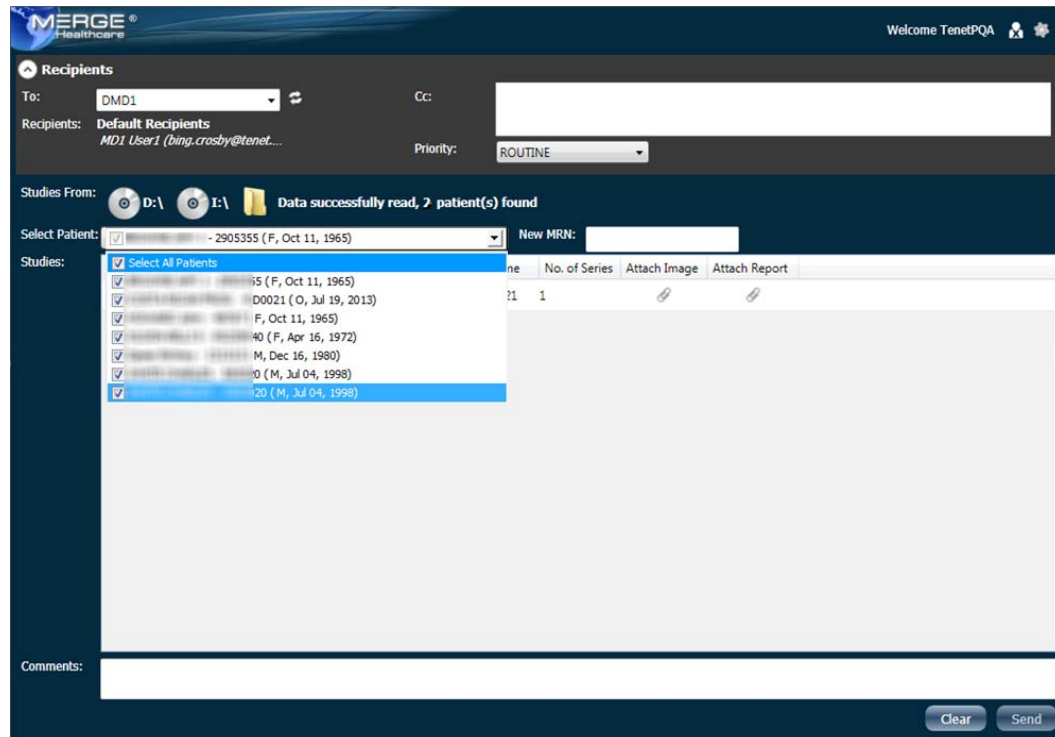 MERGE®
Healthcare
Welcome TenetPQA
Recipients
To: DMD1 Cc:
Recipients: Default Recipients
MD1 User1 (bing.crosby@tenet....
Priority: ROUTINE
Studies From: D:\ I:\ Data successfully read, 2 patient(s) found
Select Patient: - 2905355 ( F, Oct 11, 1965) New MRN:
Studies: Select All Patients ne No. of Series Attach Image Attach Report
55 ( F, Oct 11, 1965) 21 1
D0021 ( O, Jul 19, 2013)
F, Oct 11, 1965)
40 ( F, Apr 16, 1972)
M, Dec 16, 1980)
0 ( M, Jul 04, 1998)
20 ( M, Jul 04, 1998)
Comments:
Clear Send